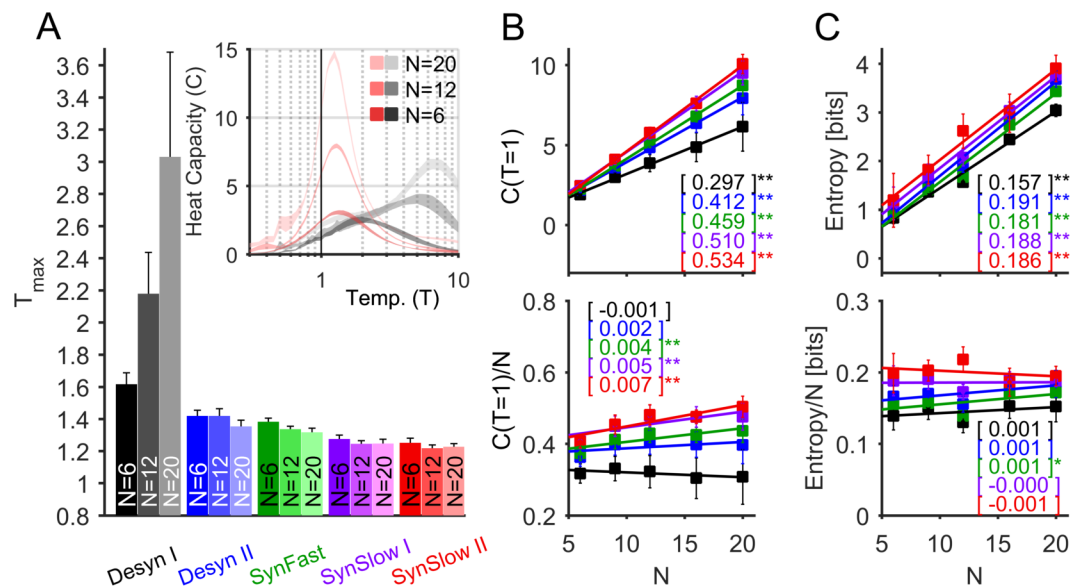 A
3.6
3.4
3.2
3
2.8
2.6
2.4
2.2
2
1.8
1.6
1.4
1.2
1
0.8
T_max
N=6
N=12
N=20
N=6
N=12
N=20
N=6
N=12
N=20
N=6
N=12
N=20
N=6
N=12
N=20
Desyn I
Desyn II
SynFast
SynSlow I
SynSlow II
Heat Capacity (C)
15
10
5
0
1
10
Temp. (T)
N=20
N=12
N=6
B
C(T=1)
10
5
0
[ 0.297 ]**
[ 0.412 ]**
[ 0.459 ]**
[ 0.510 ]**
[ 0.534 ]**
C(T=1)/N
0.8
0.6
0.4
0.2
[ -0.001 ]
[ 0.002 ]
[ 0.004 ]**
[ 0.005 ]**
[ 0.007 ]**
5
10
15
20
N
C
Entropy [bits]
4
3
2
1
0
[ 0.157 ]**
[ 0.191 ]**
[ 0.181 ]**
[ 0.188 ]**
[ 0.186 ]**
Entropy/N [bits]
0.3
0.2
0.1
0
[ 0.001 ]
[ 0.001 ]
[ 0.001 ]*
[ -0.000 ]
[ -0.001 ]
5
10
15
20
N